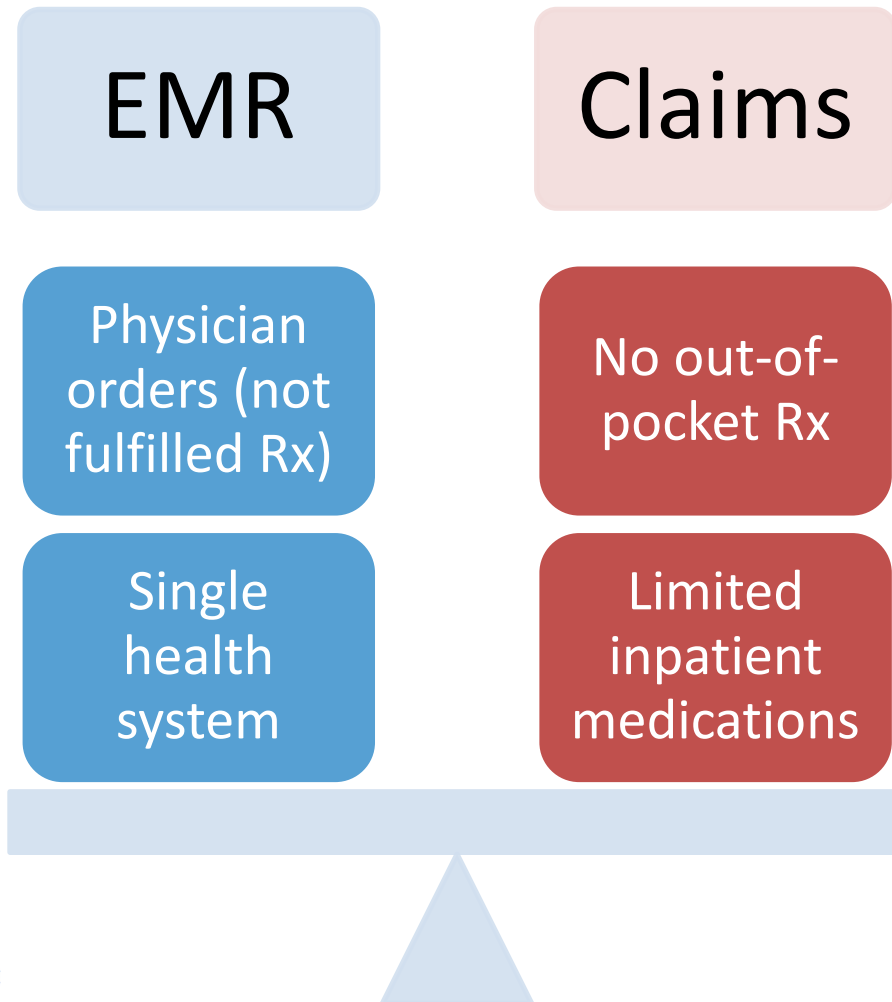 EMR
Claims
Physician
orders (not
fulfilled Rx)
No out-of-
pocket Rx
Single
health
system
Limited
inpatient
medications